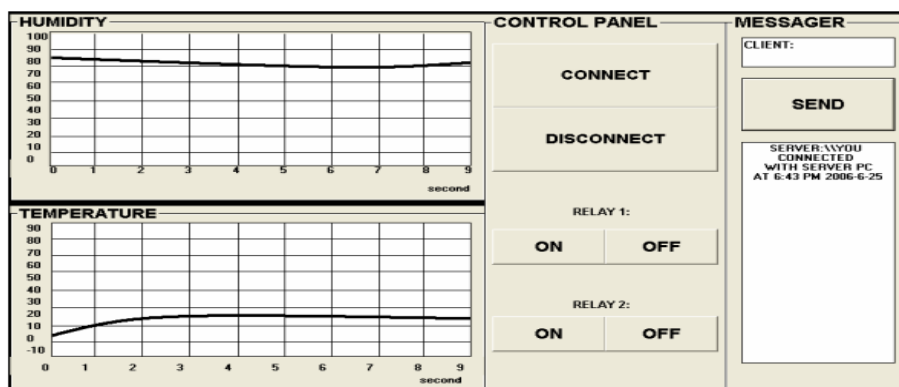 HUMIDITY
100
90
80
70
60
50
40
30
20
10
0
0 1 2 3 4 5 6 7 8 9
second
TEMPERATURE
90
80
70
60
50
40
30
20
10
0
-10
0 1 2 3 4 5 6 7 8 9
second
CONTROL PANEL
CONNECT
DISCONNECT
RELAY 1:
ON OFF
RELAY 2:
ON OFF
MESSAGER
CLIENT:
SEND
SERVER:\\YOU
CONNECTED
WITH SERVER PC
AT 6:43 PM 2006-6-25